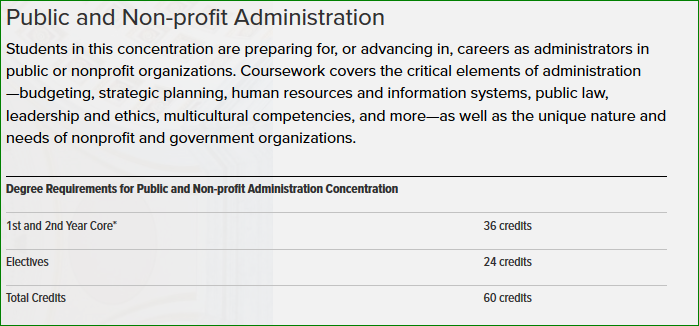 Public and Non-profit Administration
Students in this concentration are preparing for, or advancing in, careers as administrators in
public or nonprofit organizations. Coursework covers the critical elements of administration
—budgeting, strategic planning, human resources and information systems, public law,
leadership and ethics, multicultural competencies, and more—as well as the unique nature and
needs of nonprofit and government organizations.
Degree Requirements for Public and Non-profit Administration Concentration
1st and 2nd Year Core* 36 credits
Electives 24 credits
Total Credits 60 credits